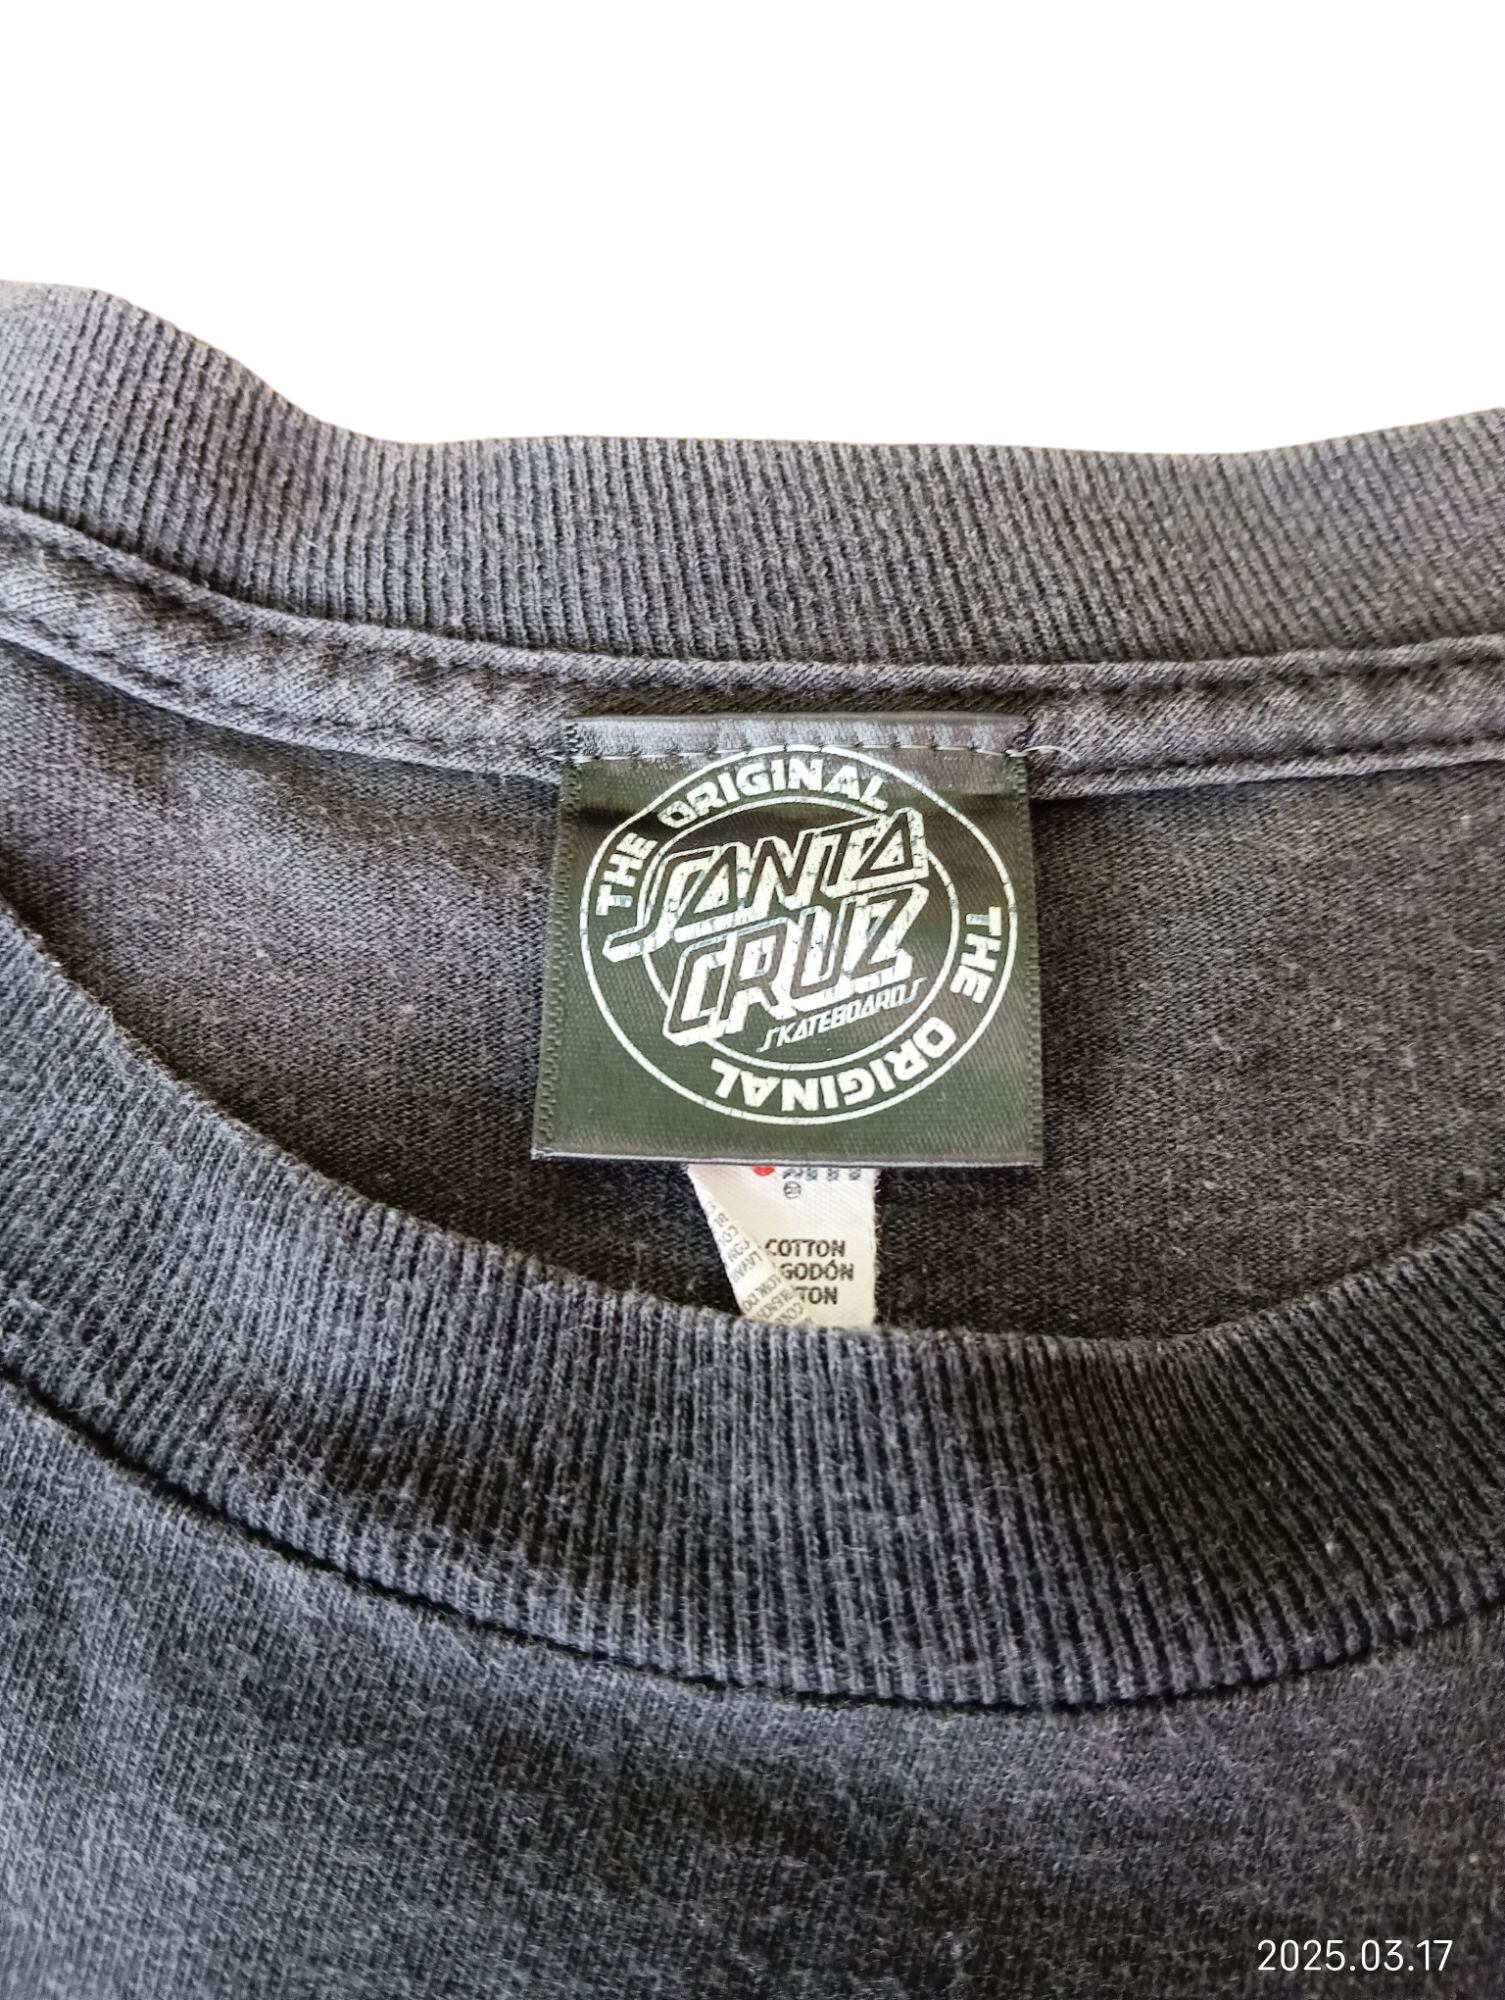 THE ORIGINAL
SANTA
CRUZ
SKATEBOARDS
THE ORIGINAL
COTTON
GODÓN
TON
2025.03.17